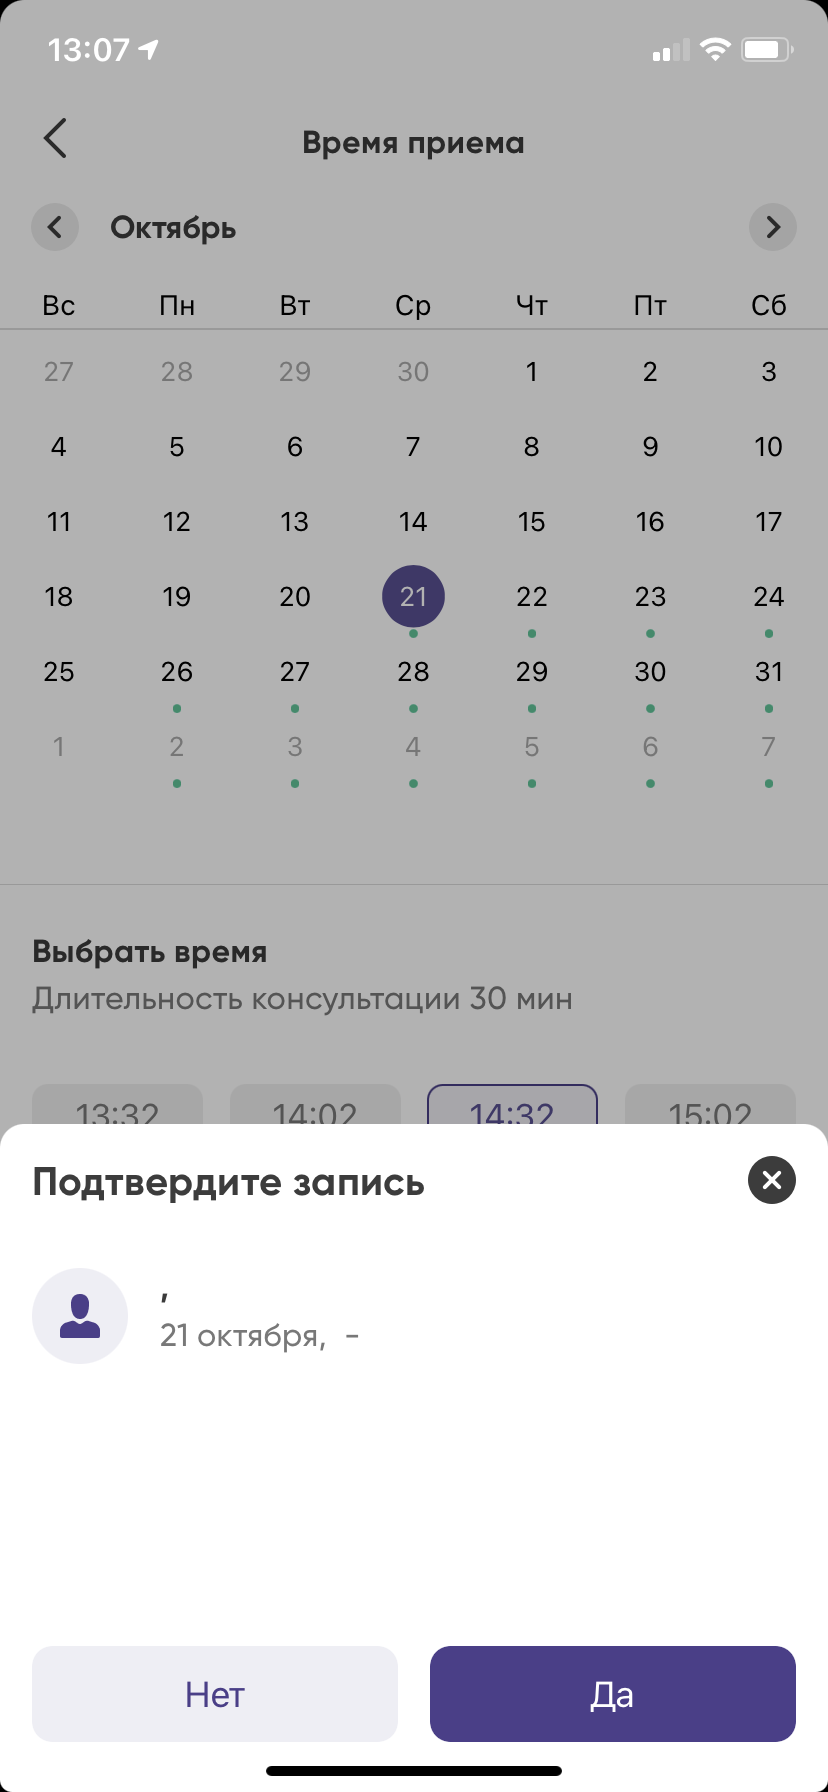 13:07
Время приема
Октябрь
Вс Пн Вт Ср Чт Пт Сб
27 28 29 30 1 2 3
4 5 6 7 8 9 10
11 12 13 14 15 16 17
18 19 20 21 22 23 24
25 26 27 28 29 30 31
1 2 3 4 5 6 7
Выбрать время
Длительность консультации 30 мин
13:32 14:02 14:32 15:02
Подтвердите запись
,
21 октября, -
Нет Да